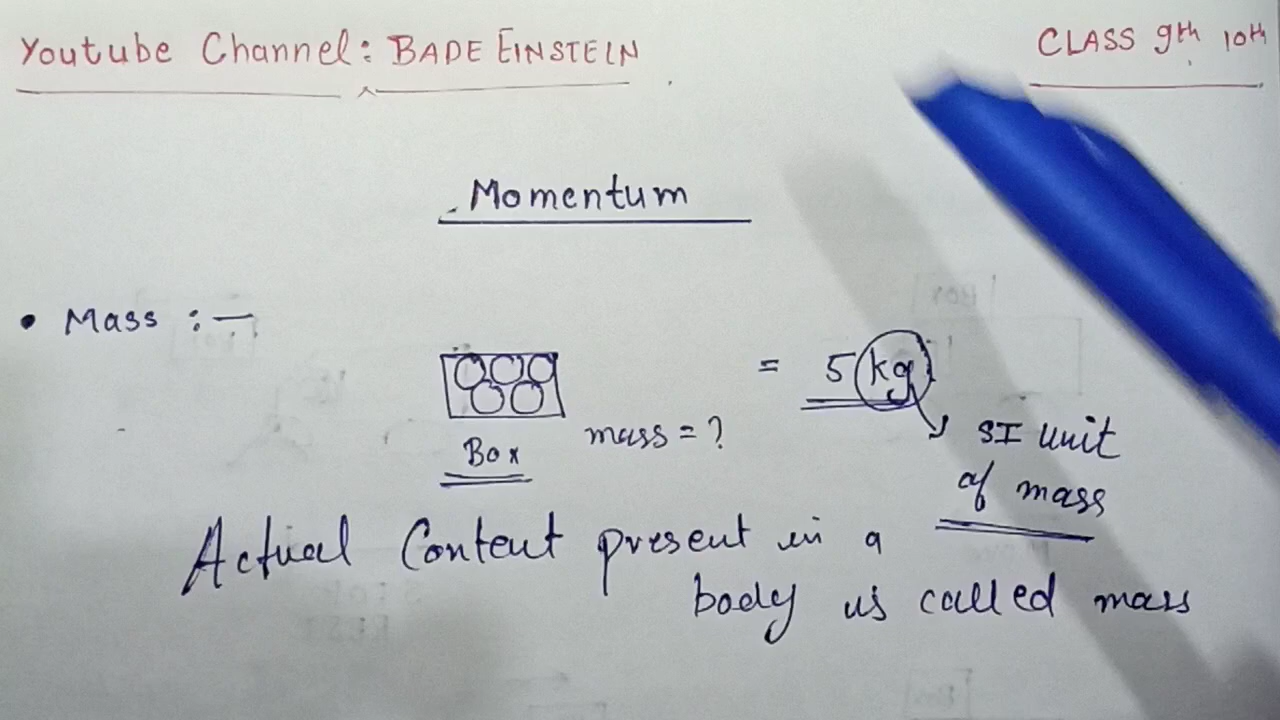 Youtube Channel: BADE EINSTEIN
CLASS 9th 10th
Momentum
• Mass :—
= 5 kg
mass = ?
SI Unit
of mass
Box
Actual Content present in a
body is called mass